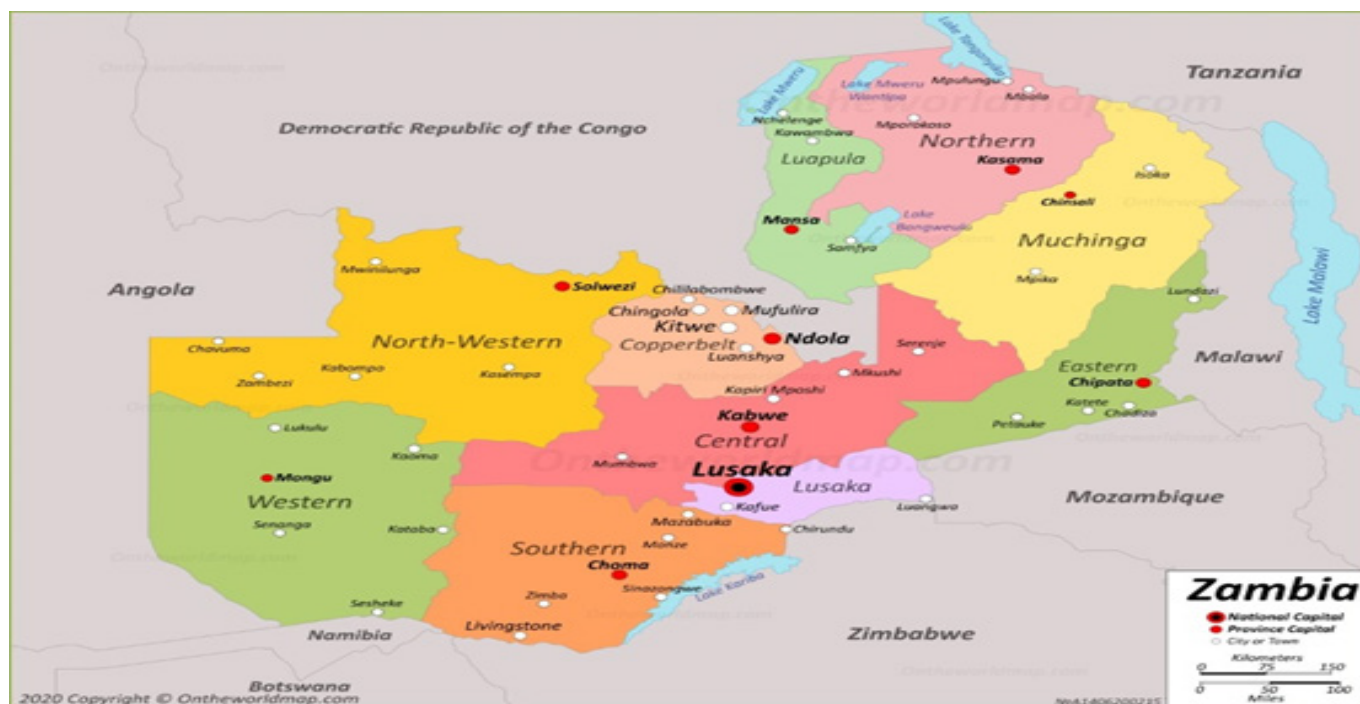 Lake Tanganyika
Tanzania
Lake Mweru
Lake Mweru
Wantipa
Mpulungu
Mbala
Ontheworldmap.com
Nchelenge
Mporokoso
Democratic Republic of the Congo
Kawambwa
Northern
Luapula
Kasama
Isoka
Chinsali
Mansa
Lake
Bangweulu
Samfya
Muchinga
Mpika
Lake Malawi
Mwinilunga
Angola
Solwezi
Chililabombwe
Lundazi
Chingola
Mufulira
Kitwe
Ndola
North-Western
Copperbelt
Luanshya
Serenje
Chavuma
Malawi
Zambezi
Kabompo
Kasempa
Mkushi
Eastern
Chipata
Kapiri Mposhi
Katete
Chadiza
Petauke
Kabwe
Central
Lukulu
Kaoma
Mumbwa
Ontheworldmap.com
Lusaka
Mongu
Lusaka
Western
Kafue
Luangwa
Mozambique
Senanga
Kataba
Mazabuka
Chirundu
Monze
Southern
Choma
Sinazongwe
Lake Kariba
Zimba
Sesheke
Livingstone
Namibia
Zimbabwe
Botswana
Zambia
National Capital
Province Capital
City or Town
Kilometers
0 75 150
0 50 100
Miles
2020 Copyright © Ontheworldmap.com